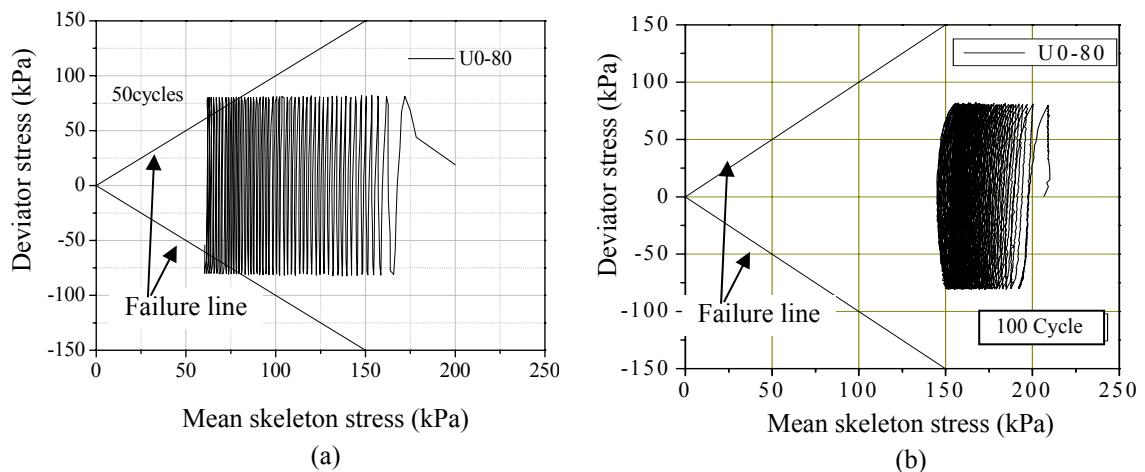 150
100
50
0
-50
-100
-150
Deviator stress (kPa)
U0-80
50cycles
Failure line
0
50
100
150
200
250
Mean skeleton stress (kPa)
(a)
150
100
50
0
-50
-100
-150
Deviator stress (kPa)
U0-80
Failure line
100 Cycle
0
50
100
150
200
250
Mean skeleton stress (kPa)
(b)